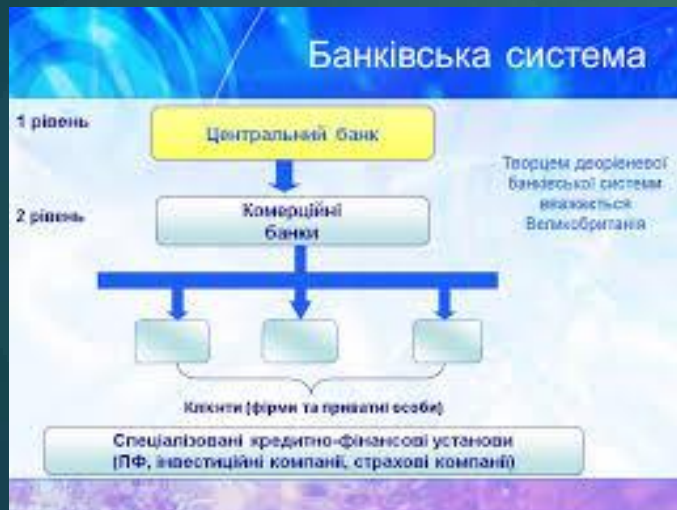 Банківська система
1 рівень
Центральний банк
Творцем дворівневої
банківської системи
вважається
Великобританія
2 рівень
Комерційні
банки
Клієнти (фірми та приватні особи)
Спеціалізовані кредитно-фінансові установи
(ПФ, інвестиційні компанії, страхові компанії)